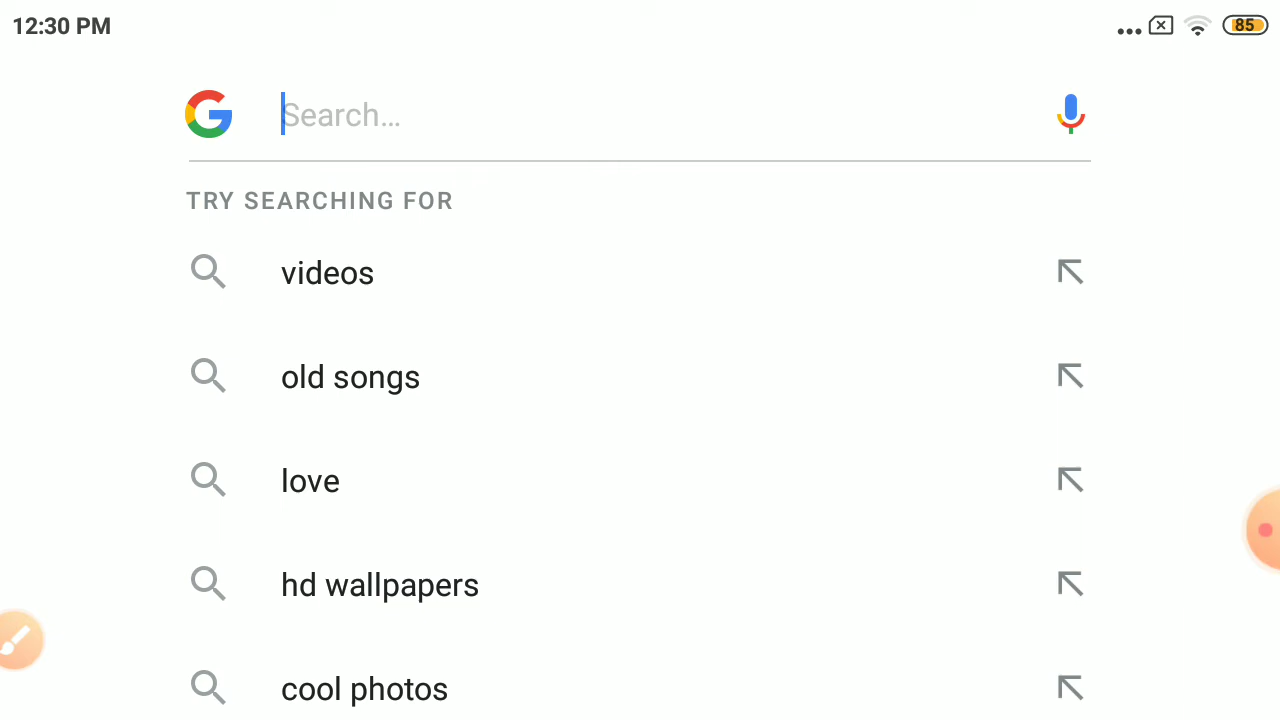 12:30 PM
85
Search...
TRY SEARCHING FOR
videos
old songs
love
hd wallpapers
cool photos